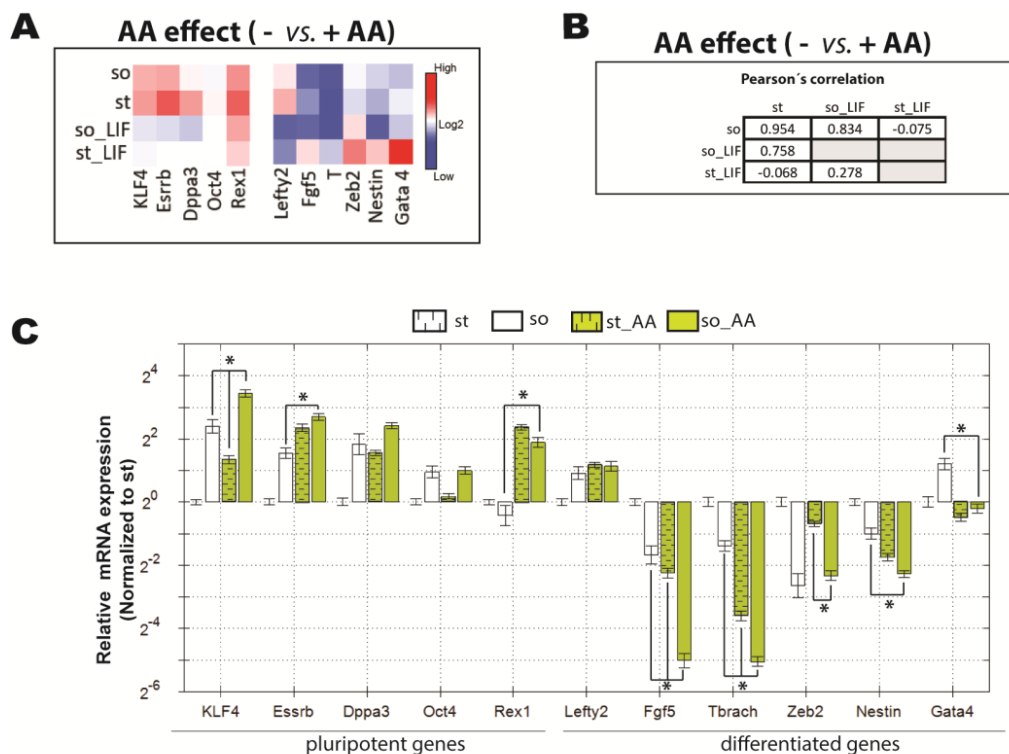 A
AA effect ( - vs. + AA)
so
st
so_LIF
st_LIF
KLF4
Esrrb
Dppa3
Oct4
Rex1
Lefty2
Fgf5
T
Zeb2
Nestin
Gata 4
High
Log2
Low
B
AA effect ( - vs. + AA)
Pearson´s correlation
st so_LIF st_LIF
so 0.954 0.834 -0.075
so_LIF 0.758
st_LIF -0.068 0.278
C
st so st_AA so_AA
Relative mRNA expression
(Normalized to st)
2^4
2^2
2^0
2^-2
2^-4
2^-6
* * * * * * * *
KLF4 Essrb Dppa3 Oct4 Rex1 Lefty2 Fgf5 Tbrach Zeb2 Nestin Gata4
pluripotent genes differentiated genes